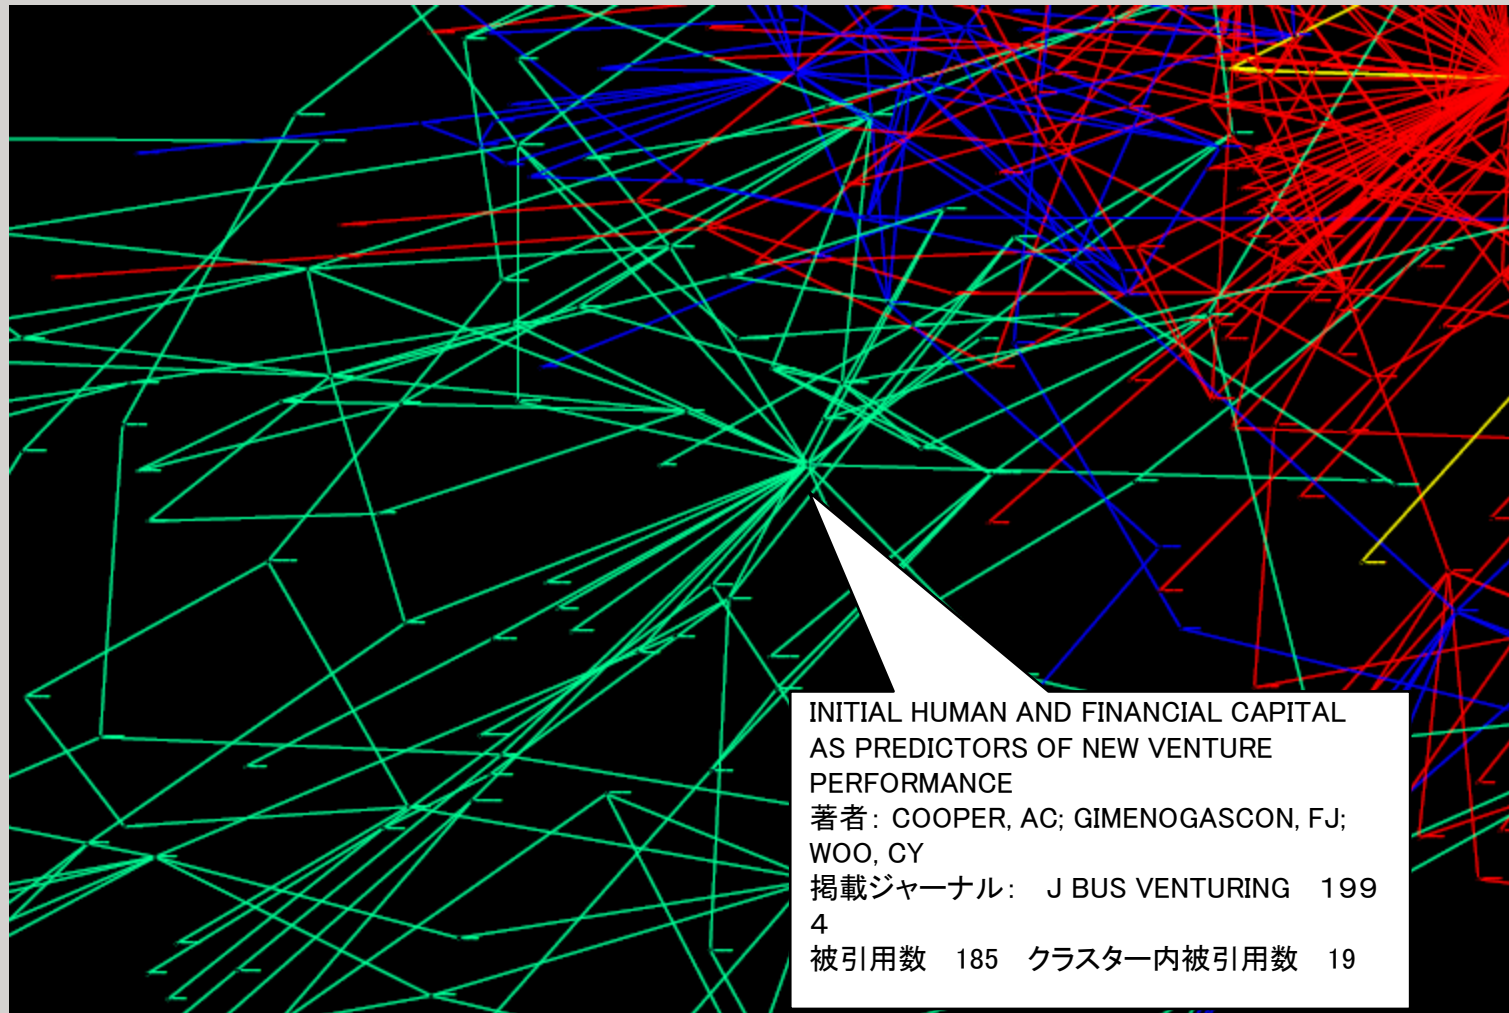 INITIAL HUMAN AND FINANCIAL CAPITAL
AS PREDICTORS OF NEW VENTURE
PERFORMANCE
著者： COOPER, AC; GIMENOGASCON, FJ;
WOO, CY
掲載ジャーナル：　J BUS VENTURING　１９９
４
被引用数　185　クラスター内被引用数　19